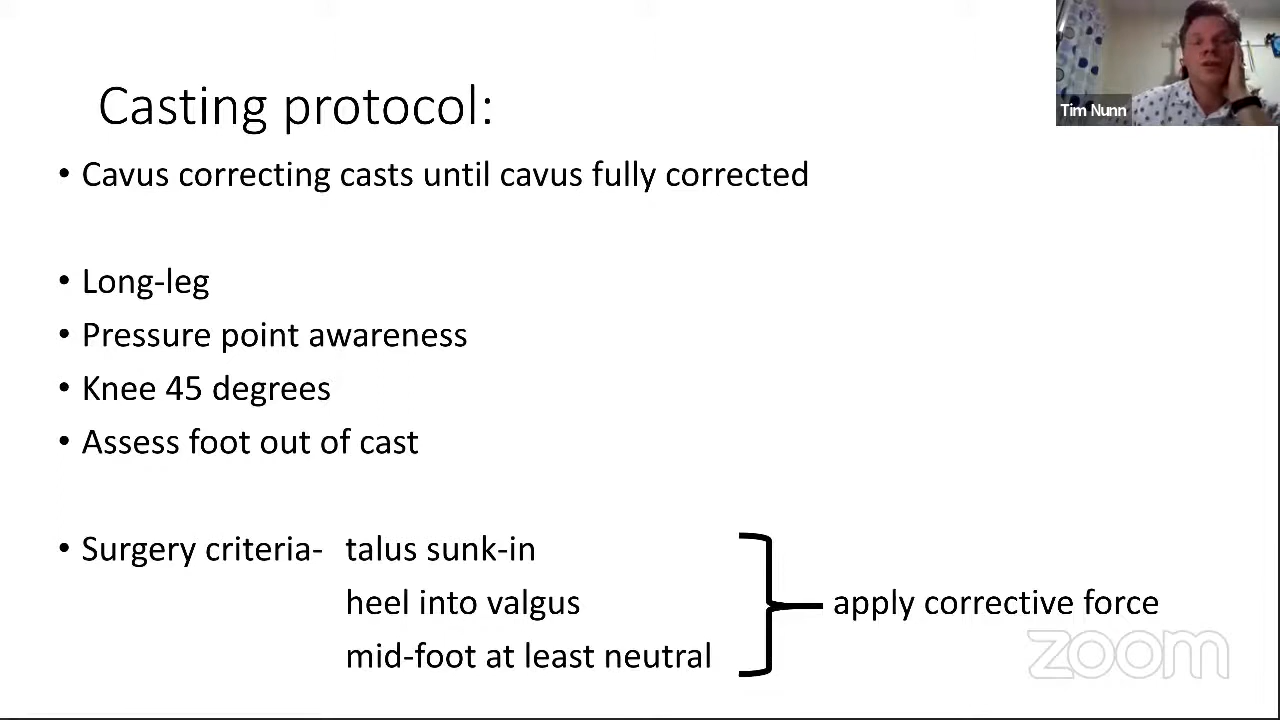 Tim Nunn
Casting protocol:
• Cavus correcting casts until cavus fully corrected
• Long-leg
• Pressure point awareness
• Knee 45 degrees
• Assess foot out of cast
• Surgery criteria- talus sunk-in
heel into valgus
apply corrective force
mid-foot at least neutral
zoom